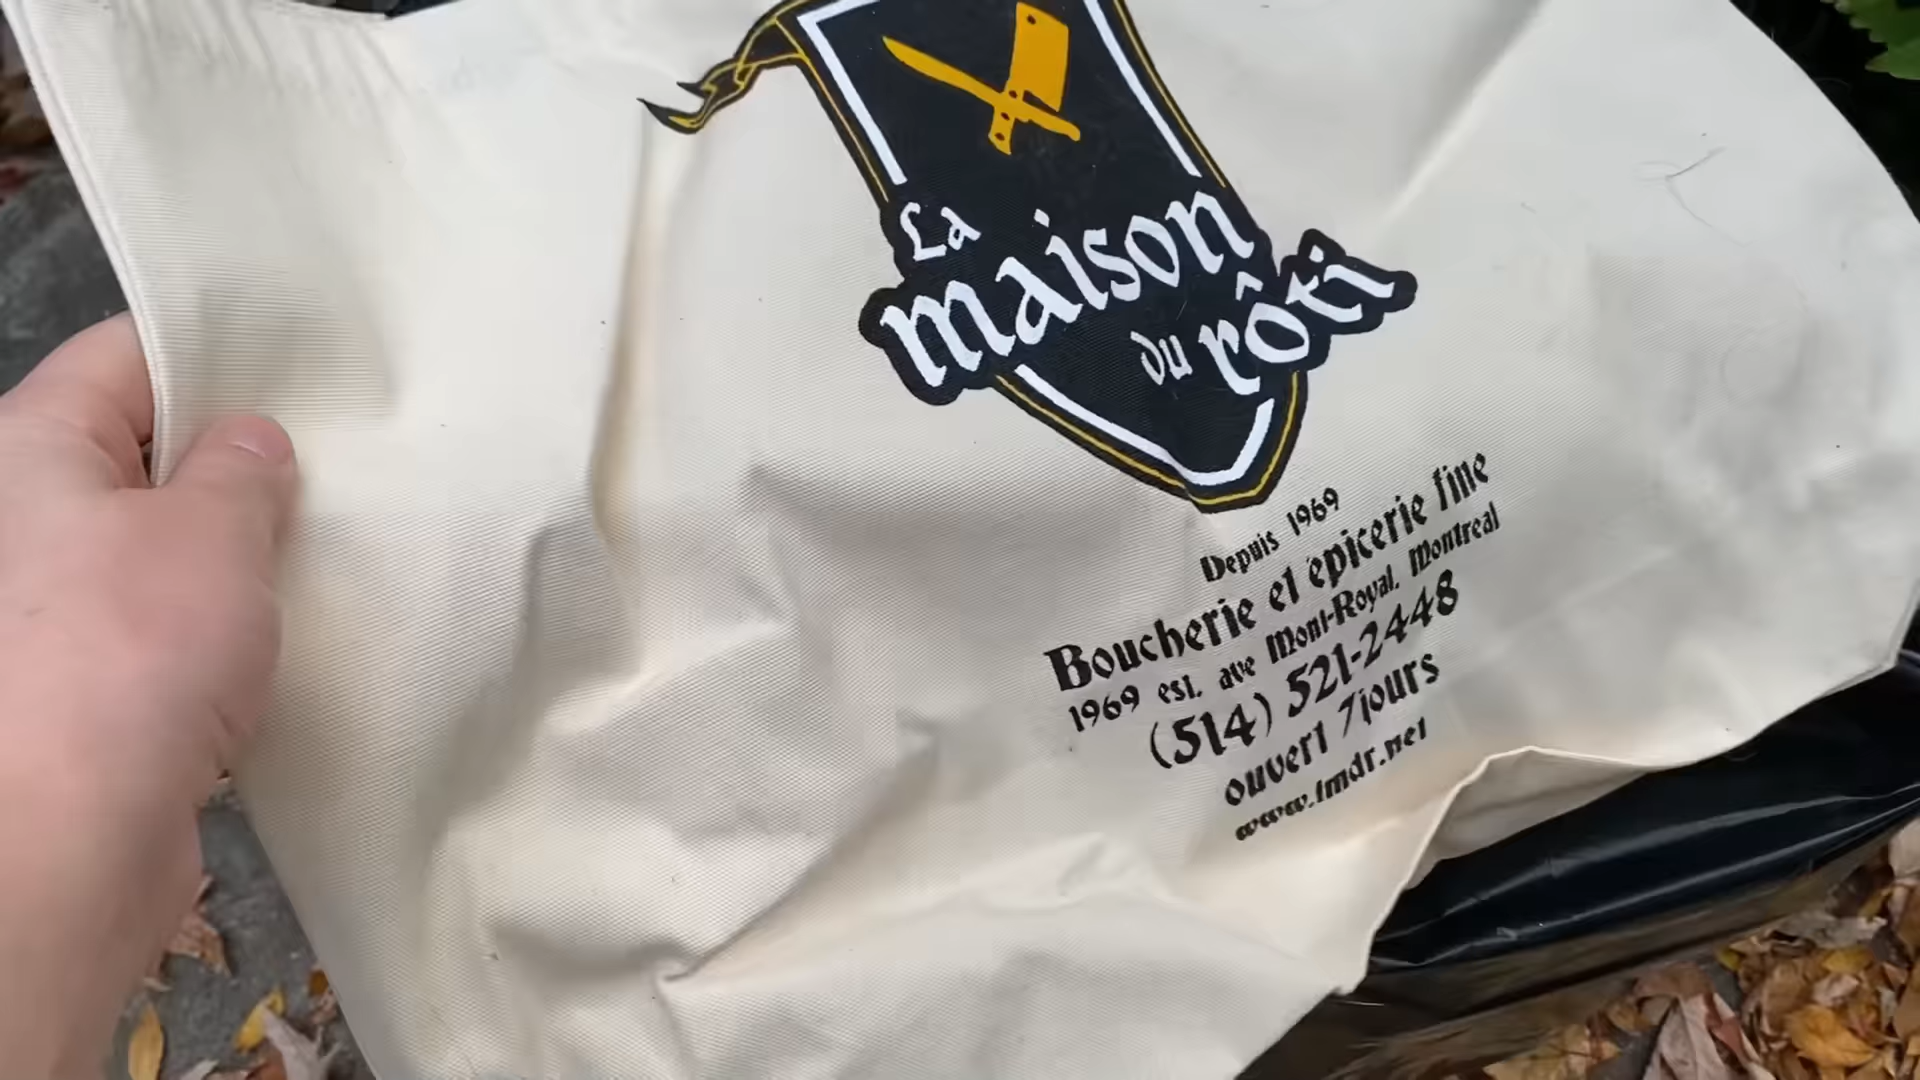 La
maison
du rôti
Depuis 1969
Boucherie et épicerie fine
1969 est. ave Mont-Royal. Montreal
(514) 521-2448
ouvert 7jours
www.lmdr.net